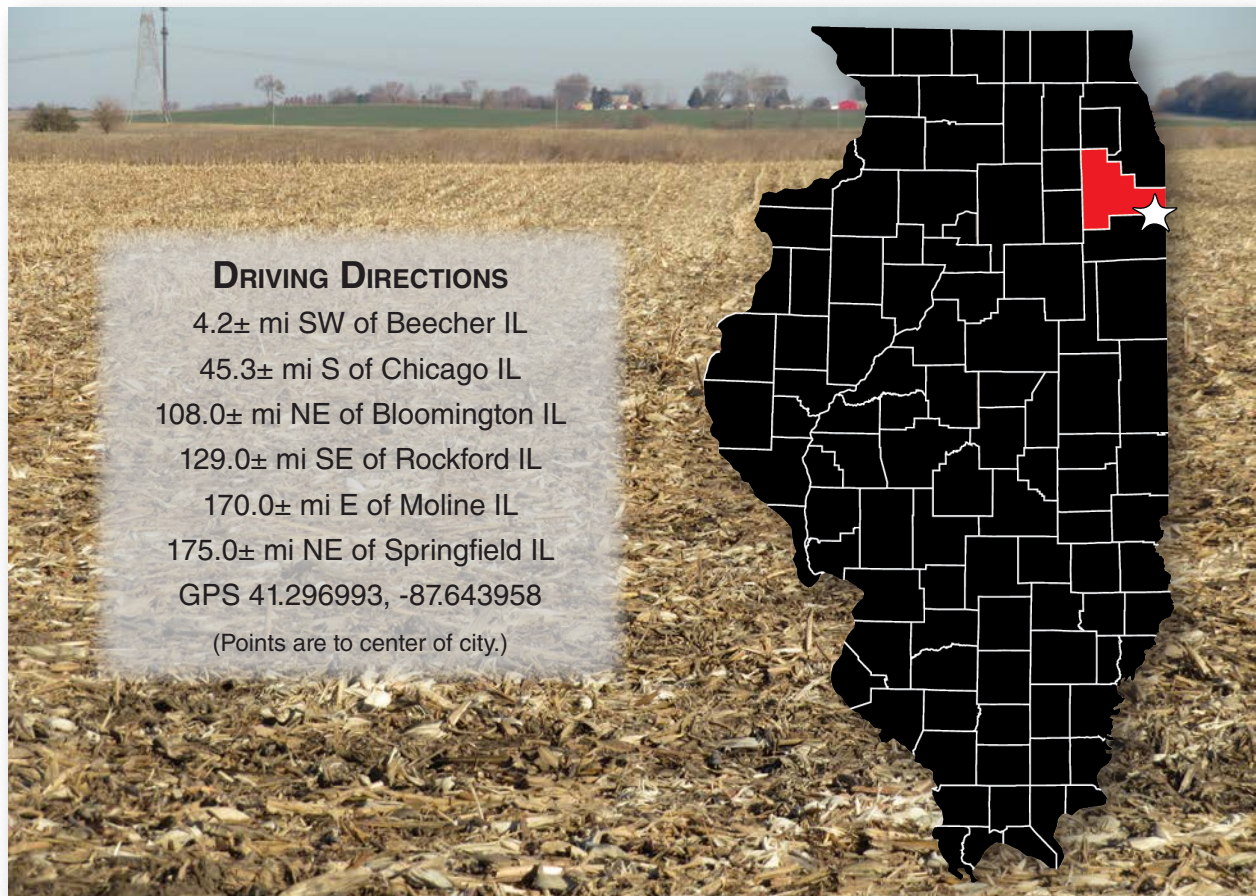 DRIVING DIRECTIONS
4.2± mi SW of Beecher IL
45.3± mi S of Chicago IL
108.0± mi NE of Bloomington IL
129.0± mi SE of Rockford IL
170.0± mi E of Moline IL
175.0± mi NE of Springfield IL
GPS 41.296993, -87.643958
(Points are to center of city.)